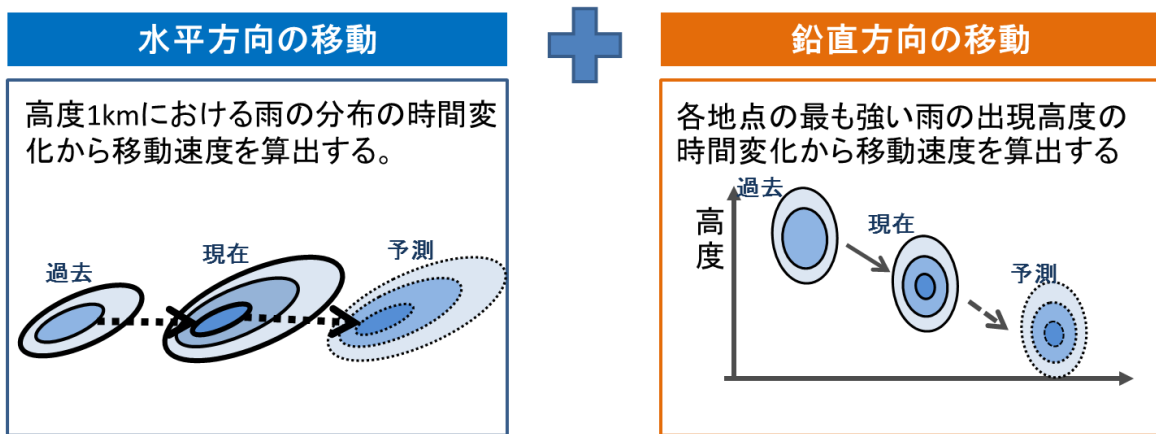 水平方向の移動
高度1kmにおける雨の分布の時間変
化から移動速度を算出する。
過去
現在
予測
鉛直方向の移動
各地点の最も強い雨の出現高度の
時間変化から移動速度を算出する
高度
過去
現在
予測